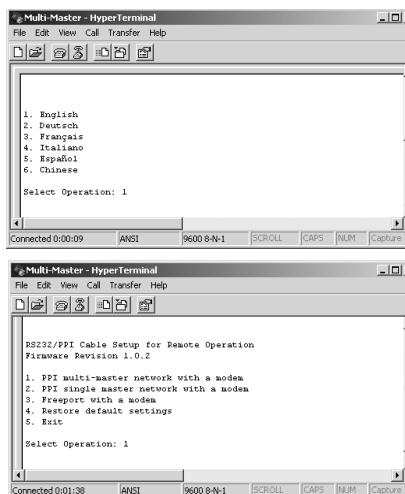 Multi-Master - HyperTerminal
File Edit View Call Transfer Help
1. English
2. Deutsch
3. Français
4. Italiano
5. Español
6. Chinese
Select Operation: 1
Connected 0:00:09 ANSI 9600 8-N-1 SCROLL CAPS NUM Capture
Multi-Master - HyperTerminal
File Edit View Call Transfer Help
RS232/PPI Cable Setup for Remote Operation
Firmware Revision 1.0.2
1. PPI multi-master network with a modem
2. PPI single master network with a modem
3. Freeport with a modem
4. Restore default settings
5. Exit
Select Operation: 1
Connected 0:01:38 ANSI 9600 8-N-1 SCROLL CAPS NUM Capture